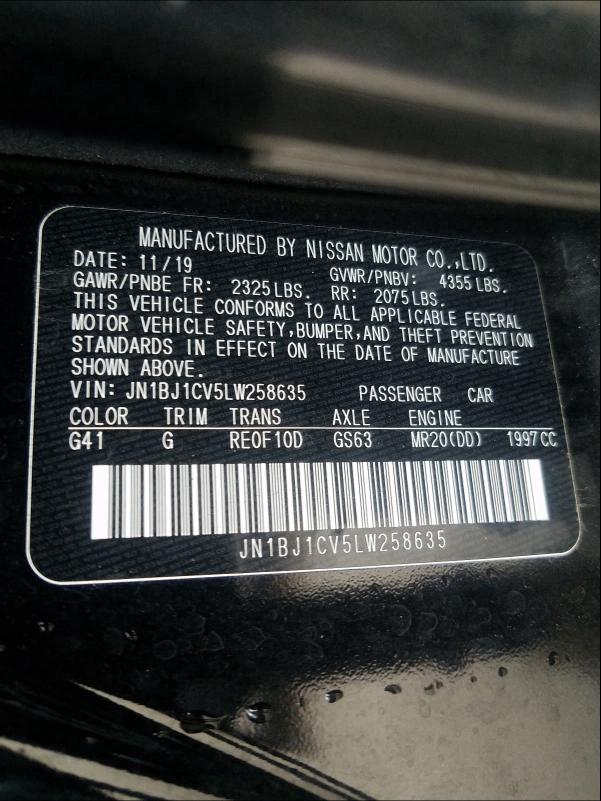 MANUFACTURED BY NISSAN MOTOR CO.,LTD.
DATE: 11/19 GVWR/PNBV: 4355 LBS.
GAWR/PNBE FR: 2325 LBS. RR: 2075 LBS.
THIS VEHICLE CONFORMS TO ALL APPLICABLE FEDERAL
MOTOR VEHICLE SAFETY, BUMPER, AND THEFT PREVENTION
STANDARDS IN EFFECT ON THE DATE OF MANUFACTURE
SHOWN ABOVE.
VIN: JN1BJ1CV5LW258635 PASSENGER CAR
COLOR TRIM TRANS AXLE ENGINE
G41 G REOF10D GS63 MR20(DD) 1997CC
JN1BJ1CV5LW258635